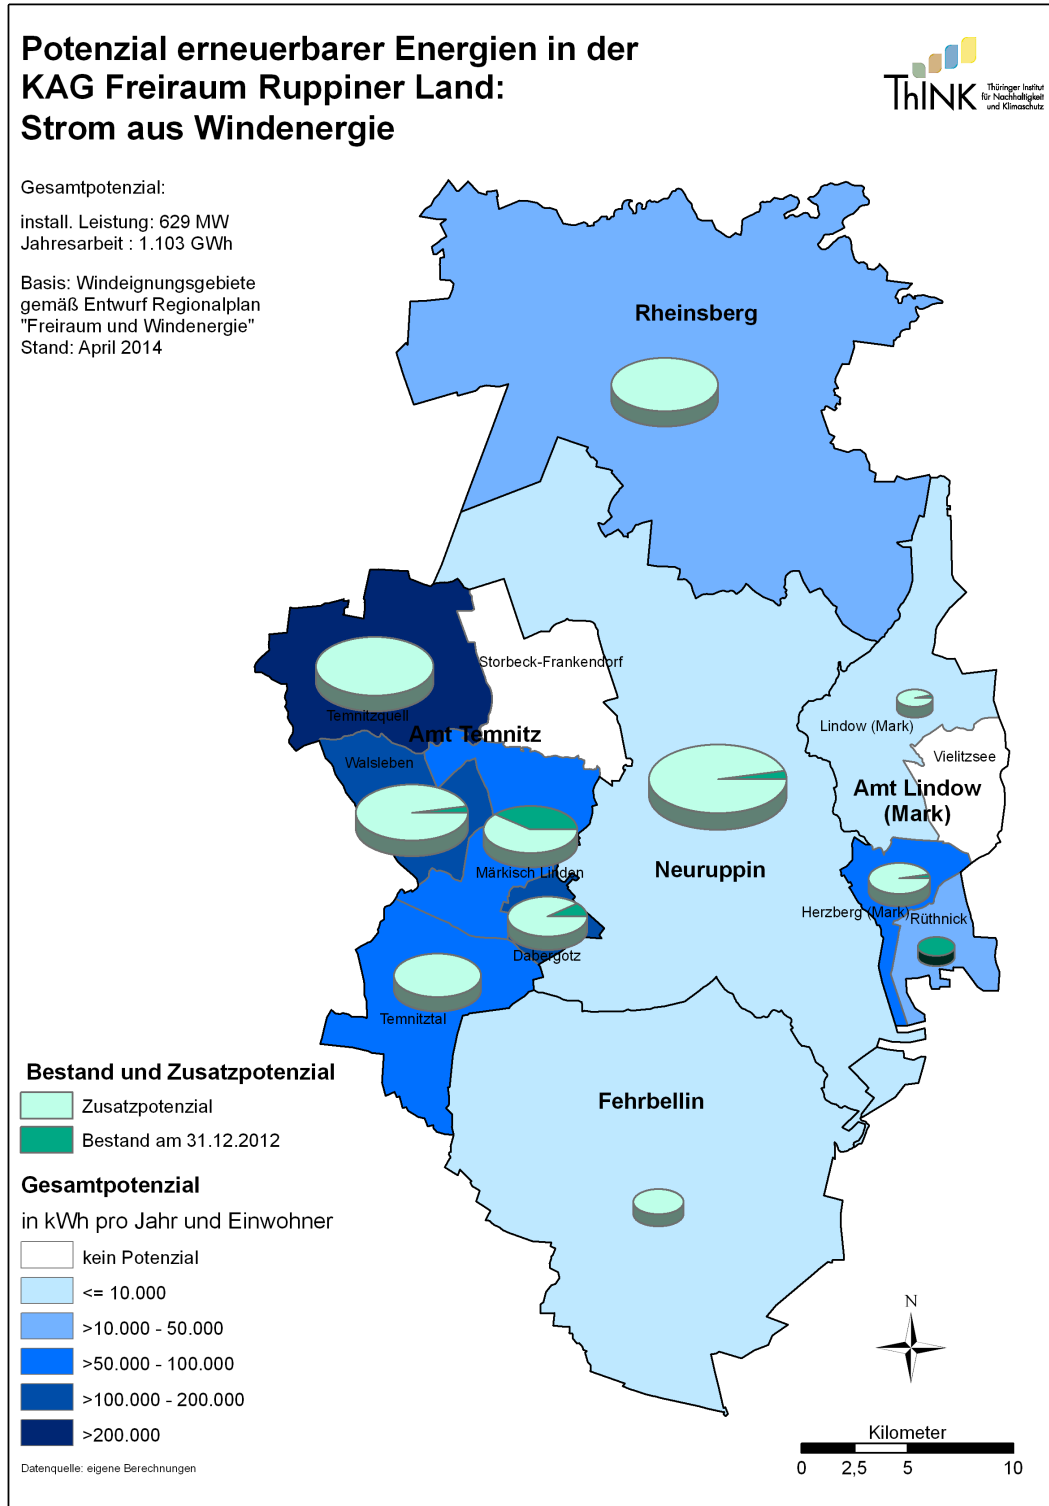 Potenzial erneuerbarer Energien in der
KAG Freiraum Ruppiner Land:
Strom aus Windenergie
ThINK
Thüringer Institut
für Nachhaltigkeit
und Klimaschutz
Gesamtpotenzial:
install. Leistung: 629 MW
Jahresarbeit : 1.103 GWh
Basis: Windeignungsgebiete
gemäß Entwurf Regionalplan
"Freiraum und Windenergie"
Stand: April 2014
Rheinsberg
Storbeck-Frankendorf
Temnitzquell
Amt Temnitz
Lindow (Mark)
Walsleben
Vielitzsee
Amt Lindow
(Mark)
Neuruppin
Märkisch Linden
Herzberg (Mark)
Rüthnick
Dabergotz
Temnitztal
Fehrbellin
Bestand und Zusatzpotenzial
Zusatzpotenzial
Bestand am 31.12.2012
Gesamtpotenzial
in kWh pro Jahr und Einwohner
kein Potenzial
<= 10.000
>10.000 - 50.000
>50.000 - 100.000
>100.000 - 200.000
>200.000
Datenquelle: eigene Berechnungen
N
Kilometer
0 2,5 5 10